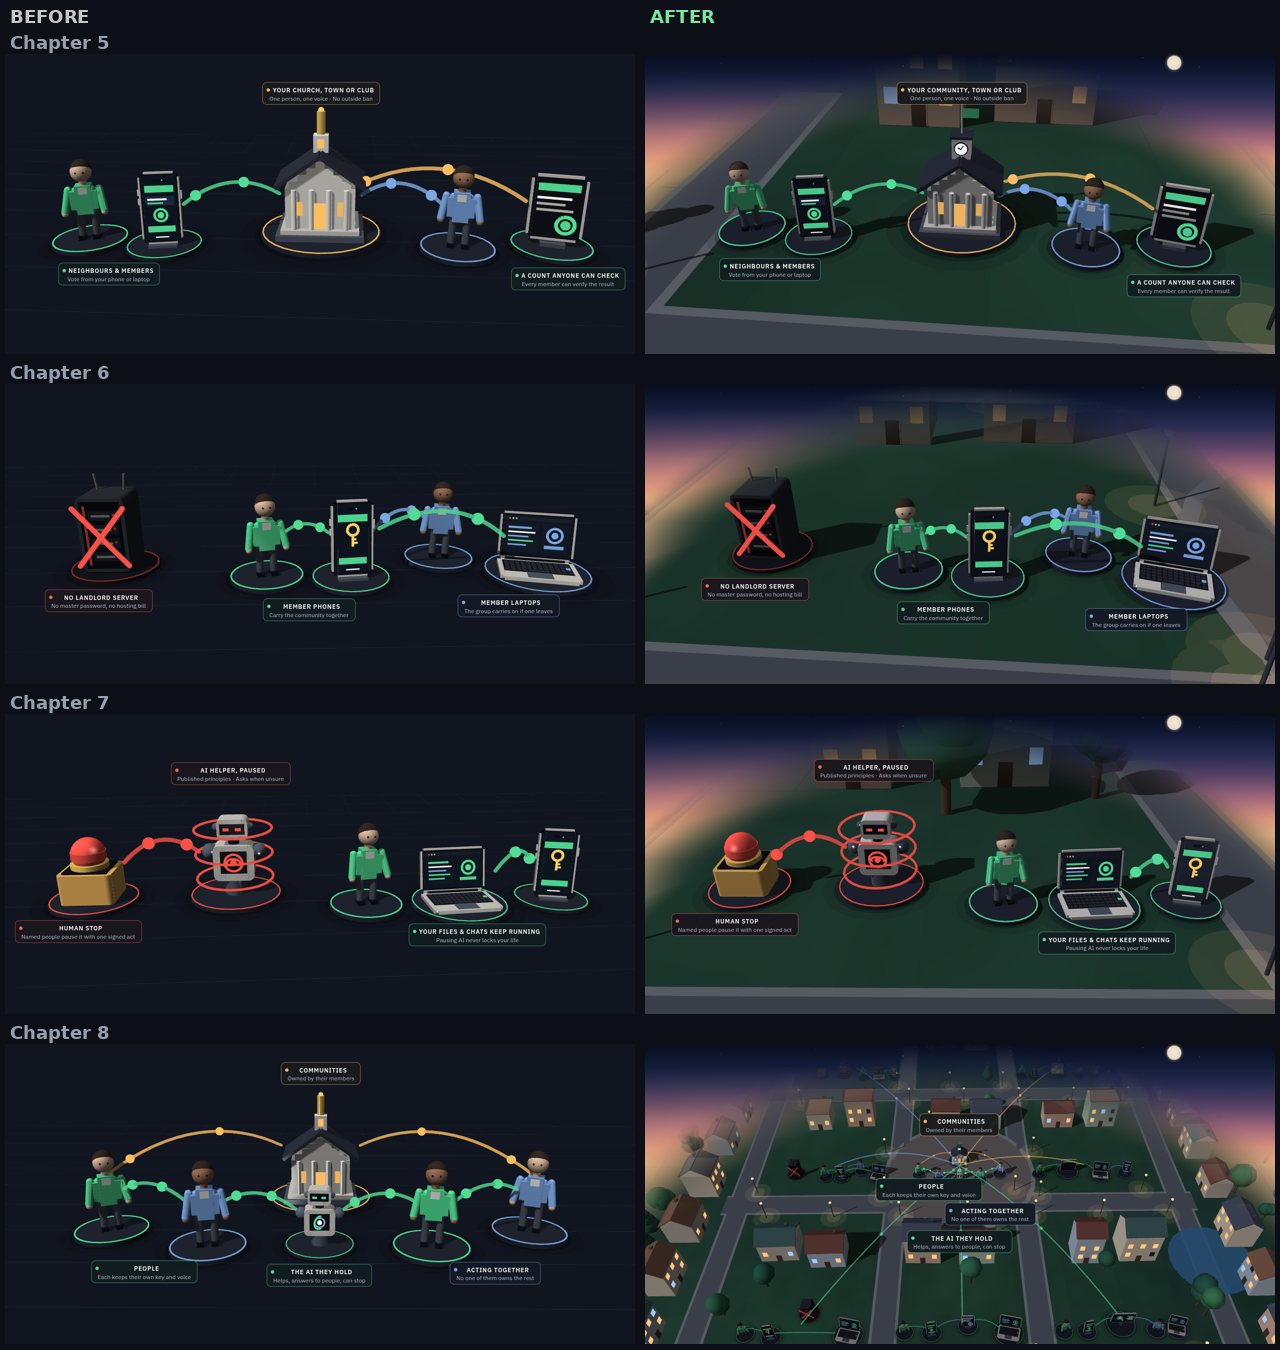 BEFORE
AFTER
Chapter 5
YOUR CHURCH, TOWN OR CLUB
One person, one voice · No outside ban
NEIGHBOURS & MEMBERS
Vote from your phone or laptop
A COUNT ANYONE CAN CHECK
Every member can verify the result
YOUR COMMUNITY, TOWN OR CLUB
One person, one voice · No outside ban
NEIGHBOURS & MEMBERS
Vote from your phone or laptop
A COUNT ANYONE CAN CHECK
Every member can verify the result
Chapter 6
NO LANDLORD SERVER
No master password, no hosting bill
MEMBER PHONES
Carry the community together
MEMBER LAPTOPS
The group carries on if one leaves
NO LANDLORD SERVER
No master password, no hosting bill
MEMBER PHONES
Carry the community together
MEMBER LAPTOPS
The group carries on if one leaves
Chapter 7
AI HELPER, PAUSED
Published principles · Asks when unsure
HUMAN STOP
Named people pause it with one signed act
YOUR FILES & CHATS KEEP RUNNING
Pausing AI never locks your life
AI HELPER, PAUSED
Published principles · Asks when unsure
HUMAN STOP
Named people pause it with one signed act
YOUR FILES & CHATS KEEP RUNNING
Pausing AI never locks your life
Chapter 8
COMMUNITIES
Owned by their members
PEOPLE
Each keeps their own key and voice
THE AI THEY HOLD
Helps, answers to people, can stop
ACTING TOGETHER
No one of them owns the rest
COMMUNITIES
Owned by their members
PEOPLE
Each keeps their own key and voice
ACTING TOGETHER
No one of them owns the rest
THE AI THEY HOLD
Helps, answers to people, can stop